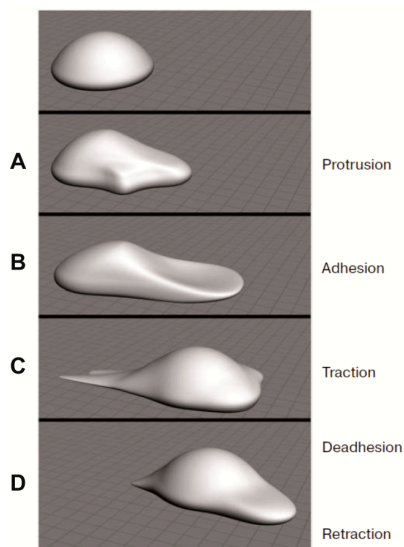 A
Protrusion
B
Adhesion
C
Traction
Deadhesion
D
Retraction